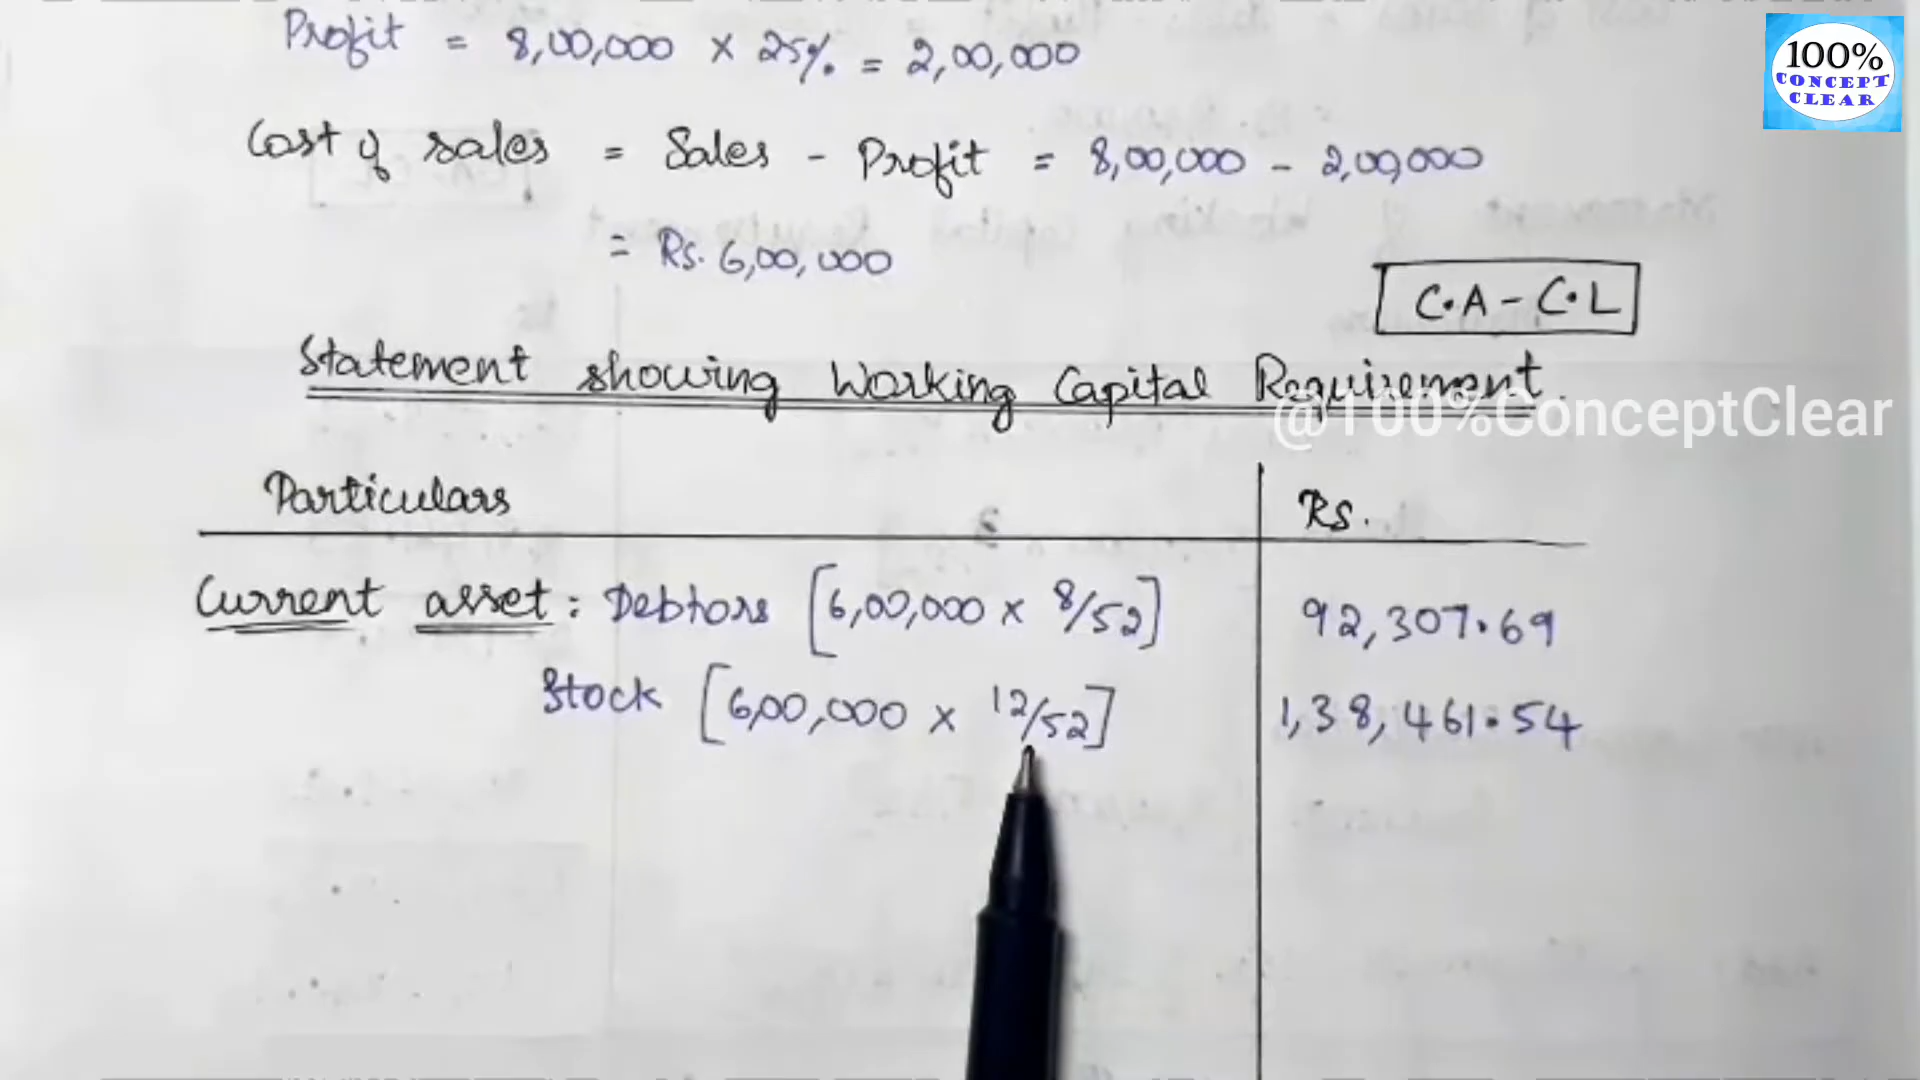 Profit = 8,00,000 x 25% = 2,00,000
100%
CONCEPT
CLEAR
Cost of sales = Sales - Profit = 8,00,000 - 2,00,000
= Rs. 6,00,000
C.A - C.L
Statement showing Working Capital Requirement.
@100%ConceptClear
Particulars Rs.
Current asset : Debtors [6,00,000 x 8/52] 92,307.69
Stock [6,00,000 x 12/52] 1,38,461.54